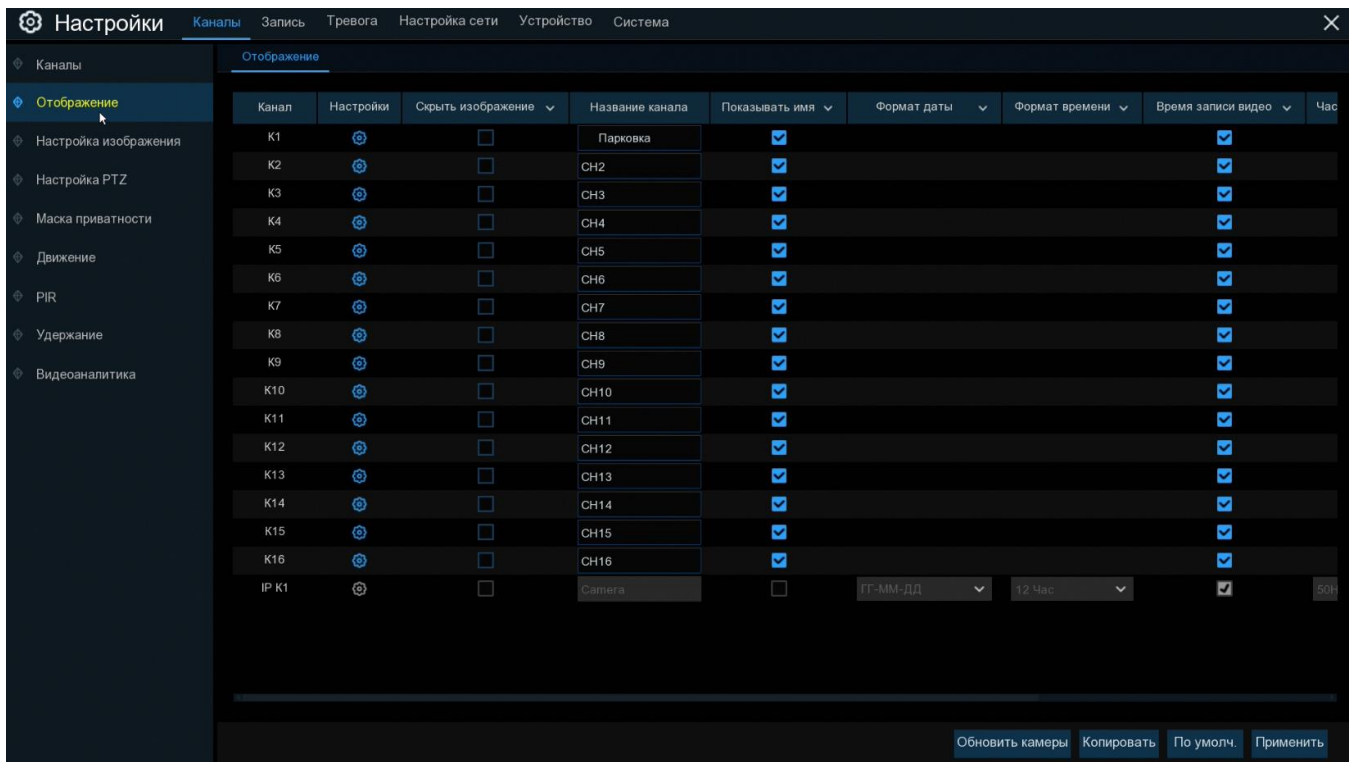 Настройки Каналы Запись Тревога Настройка сети Устройство Система
Каналы
Отображение
Настройка изображения
Настройка PTZ
Маска приватности
Движение
PIR
Удержание
Видеоаналитика
Отображение
Канал Настройки Скрыть изображение Название канала Показывать имя Формат даты Формат времени Время записи видео Час
K1 Парковка
K2 CH2
K3 CH3
K4 CH4
K5 CH5
K6 CH6
K7 CH7
K8 CH8
K9 CH9
K10 CH10
K11 CH11
K12 CH12
K13 CH13
K14 CH14
K15 CH15
K16 CH16
IP K1 Camera ГГ-ММ-ДД 12 Час 50H
Обновить камеры Копировать По умолч. Применить